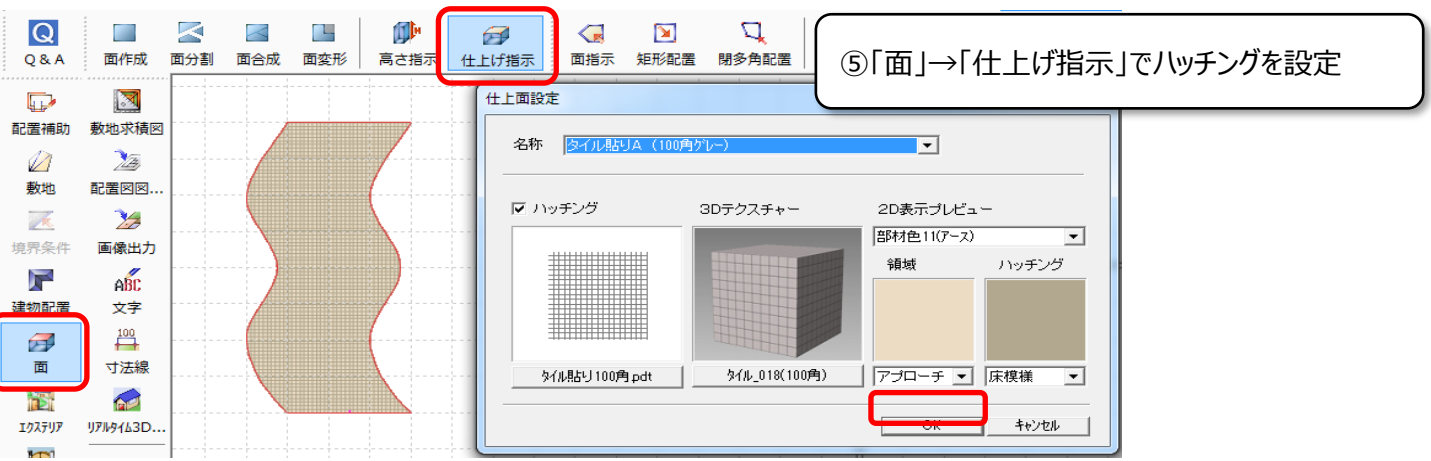 Q & A
面作成
面分割
面合成
面変形
高さ指示
仕上げ指示
面指示
矩形配置
閉多角配置
⑤「面」→「仕上げ指示」でハッチングを設定
配置補助
敷地求積図
敷地
配置図図...
境界条件
画像出力
建物配置
文字
面
寸法線
エクステリア
リアルタイム3D...
仕上面設定
名称
タイル貼りA (100角グレー)
ハッチング
3Dテクスチャー
2D表示プレビュー
部材色11(アース)
領域
ハッチング
タイル貼り100角.pdt
タイル_018(100角)
アプローチ
床模様
OK
キャンセル